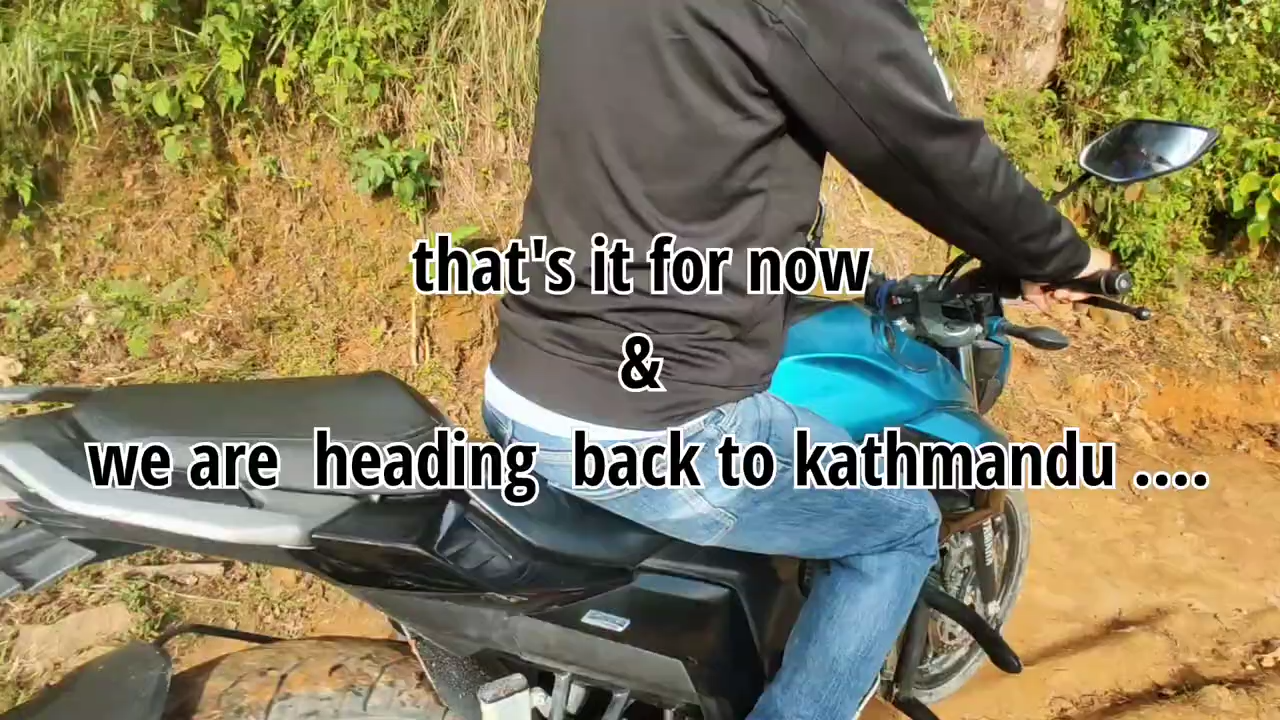 that's it for now
&
we are heading back to kathmandu ....